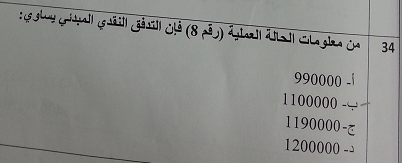 34 من معلومات الحالة العملية (رقم 8) فإن التدفق النقدي المبدئي يساوي:
أ- 990000
ب- 1100000
ج- 1190000
د- 1200000